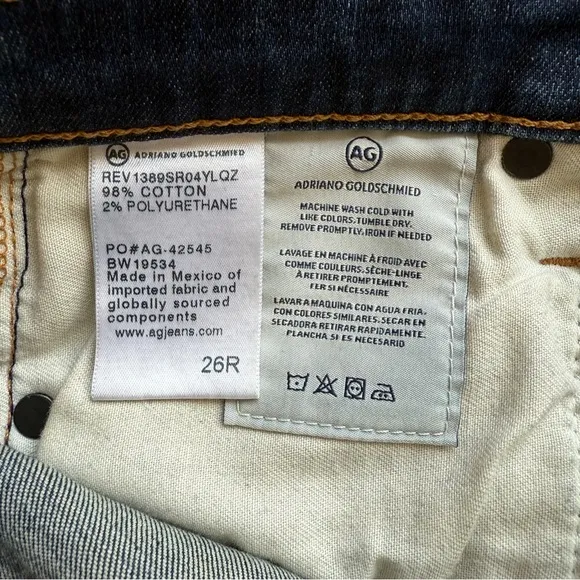 AG ADRIANO GOLDSCHMIED
REV1389SR04YLQZ
98% COTTON
2% POLYURETHANE
PO#AG-42545
BW19534
Made in Mexico of
imported fabric and
globally sourced
components
www.agjeans.com
26R
AG
ADRIANO GOLDSCHMIED
MACHINE WASH COLD WITH
LIKE COLORS. TUMBLE DRY.
REMOVE PROMPTLY. IRON IF NEEDED
LAVAGE EN MACHINE À FROID AVEC
COMME COULEURS. SÈCHE-LINGE
À RETIRER PROMPTEMENT.
FER SI NÉCESSAIRE
LAVAR A MAQUINA CON AGUA FRIA,
CON COLORES SIMILARES. SECAR EN
SECADORA RETIRAR RAPIDAMENTE.
PLANCHA SI ES NECESSARIO